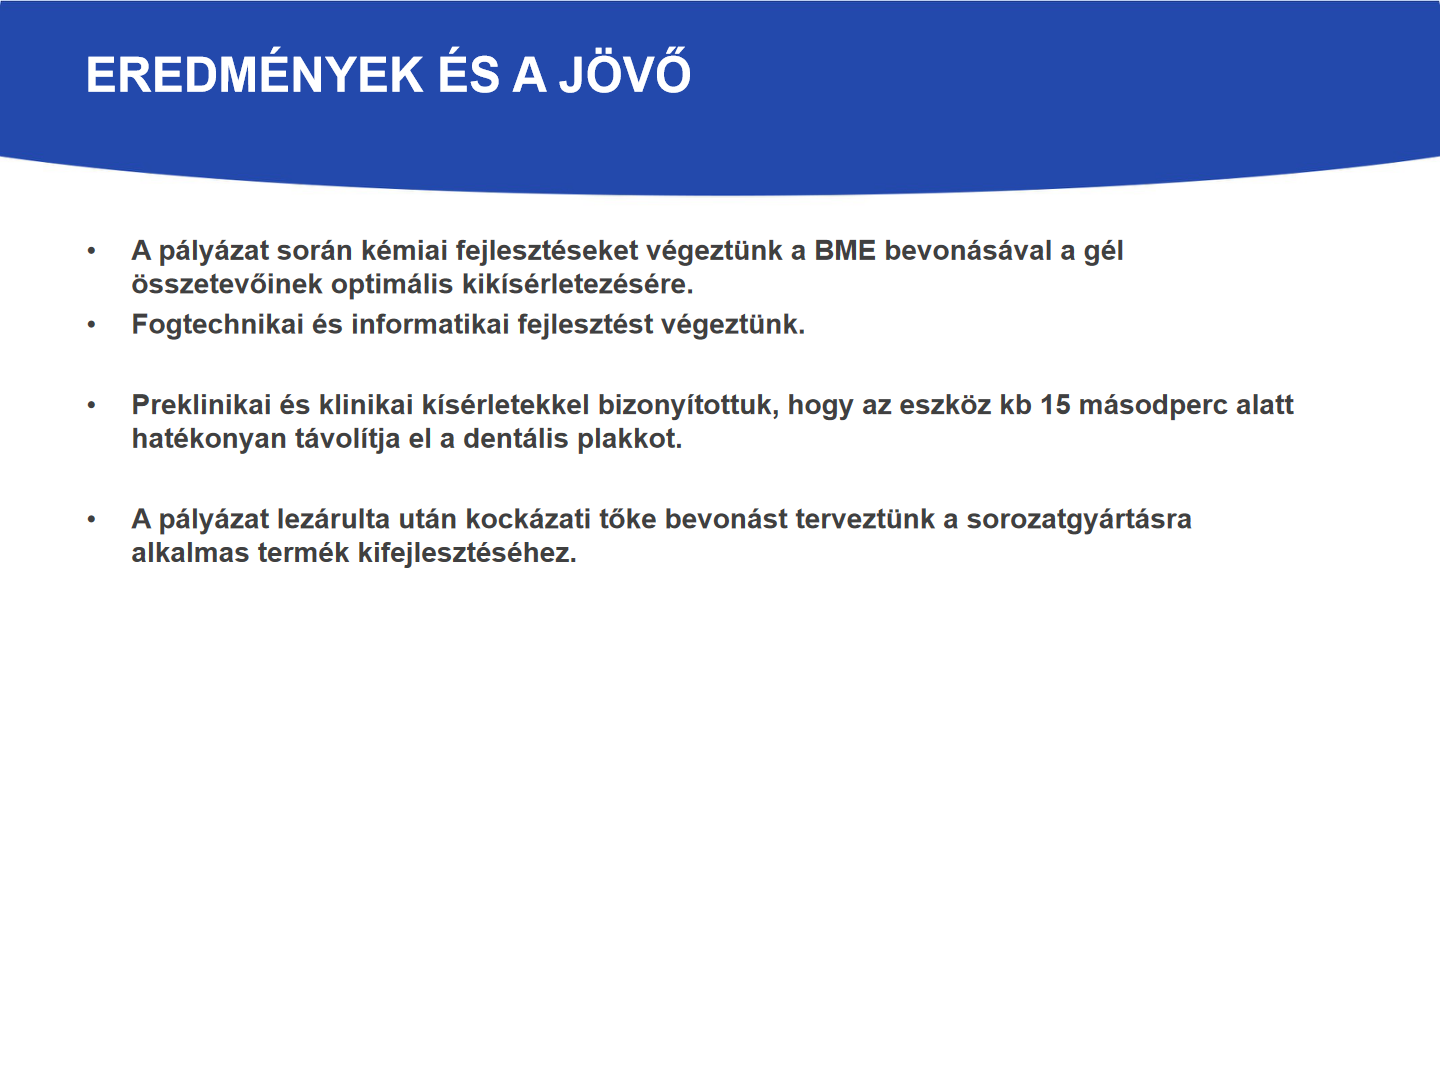 EREDMÉNYEK ÉS A JÖVŐ
• A pályázat során kémiai fejlesztéseket végeztünk a BME bevonásával a gél
összetevőinek optimális kikísérletezésére.
• Fogtechnikai és informatikai fejlesztést végeztünk.
• Preklinikai és klinikai kísérletekkel bizonyítottuk, hogy az eszköz kb 15 másodperc alatt
hatékonyan távolítja el a dentális plakkot.
• A pályázat lezárulta után kockázati tőke bevonást terveztünk a sorozatgyártásra
alkalmas termék kifejlesztéséhez.